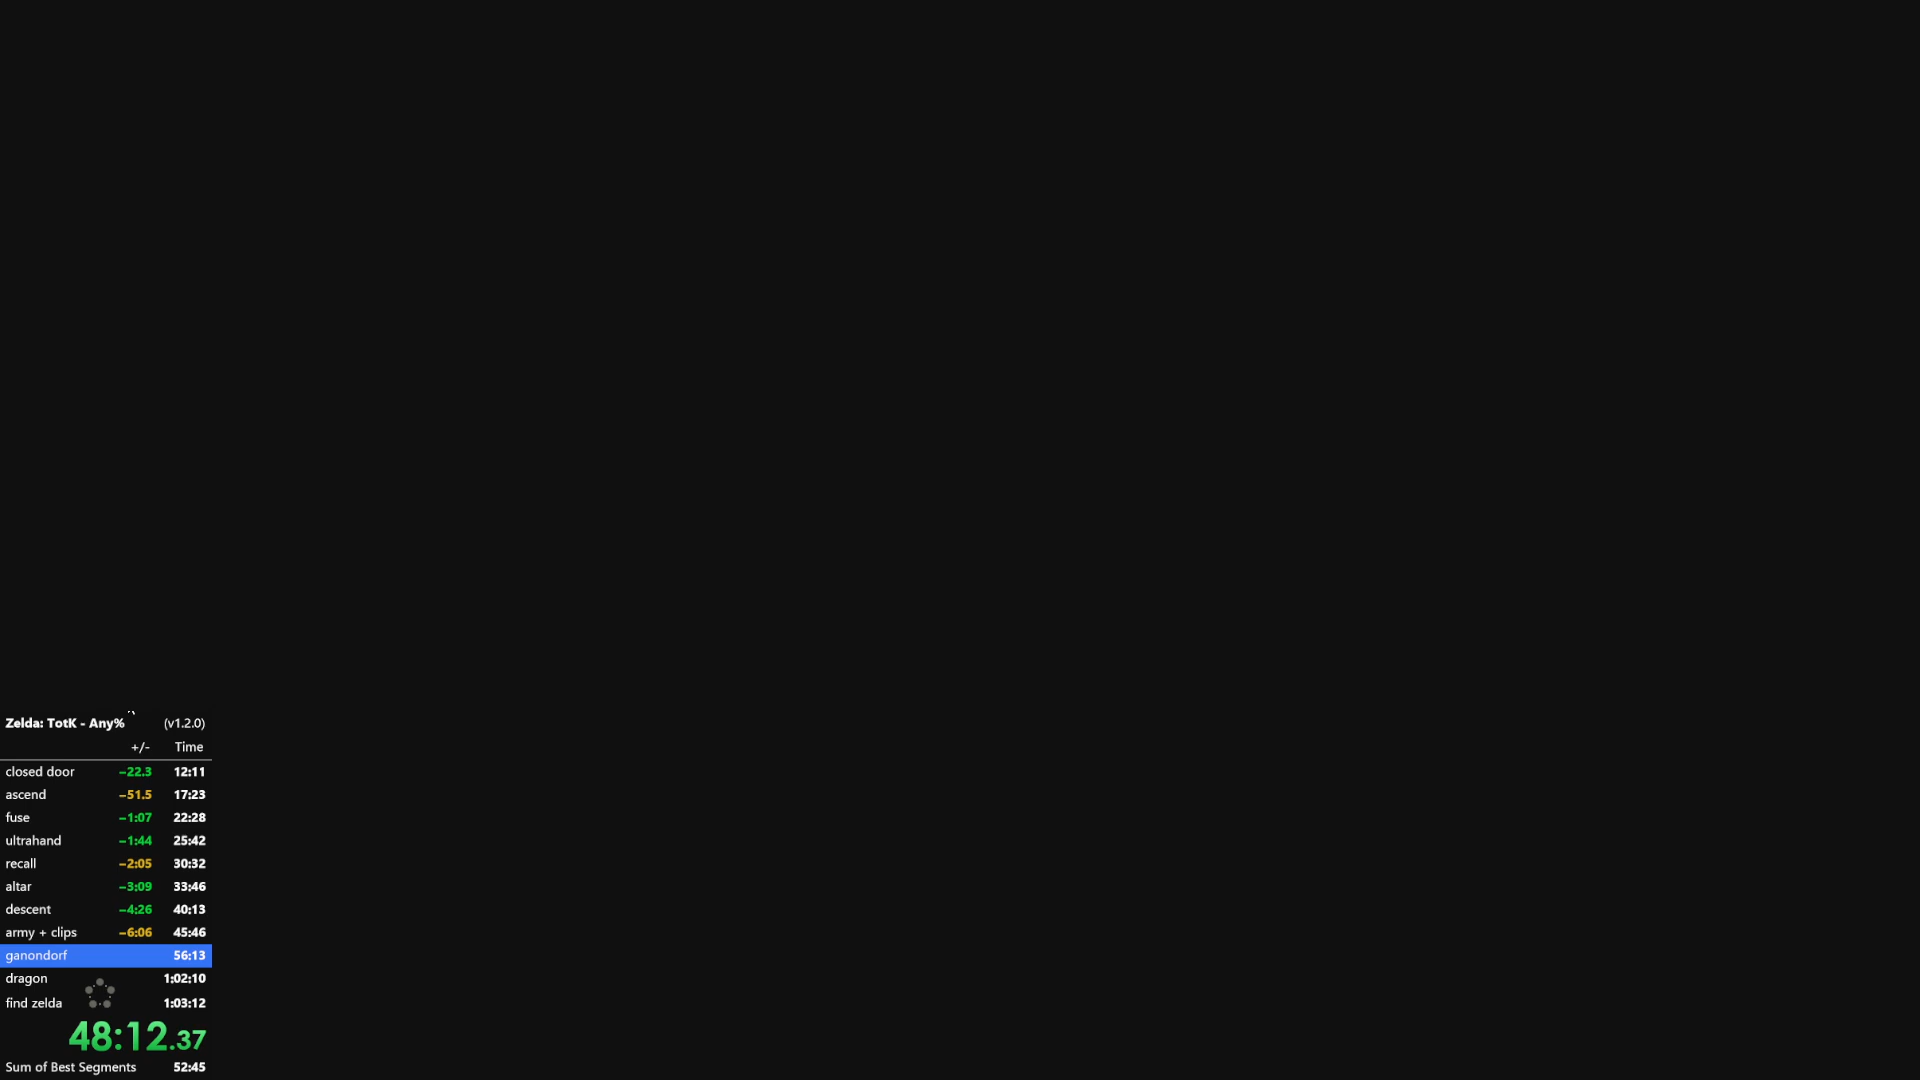 Zelda: TotK - Any% (v1.2.0)
+/- Time
closed door −22.3 12:11
ascend −51.5 17:23
fuse −1:07 22:28
ultrahand −1:44 25:42
recall −2:05 30:32
altar −3:09 33:46
descent −4:26 40:13
army + clips −6:06 45:46
ganondorf 56:13
dragon 1:02:10
find zelda 1:03:12
48:12.37
Sum of Best Segments 52:45